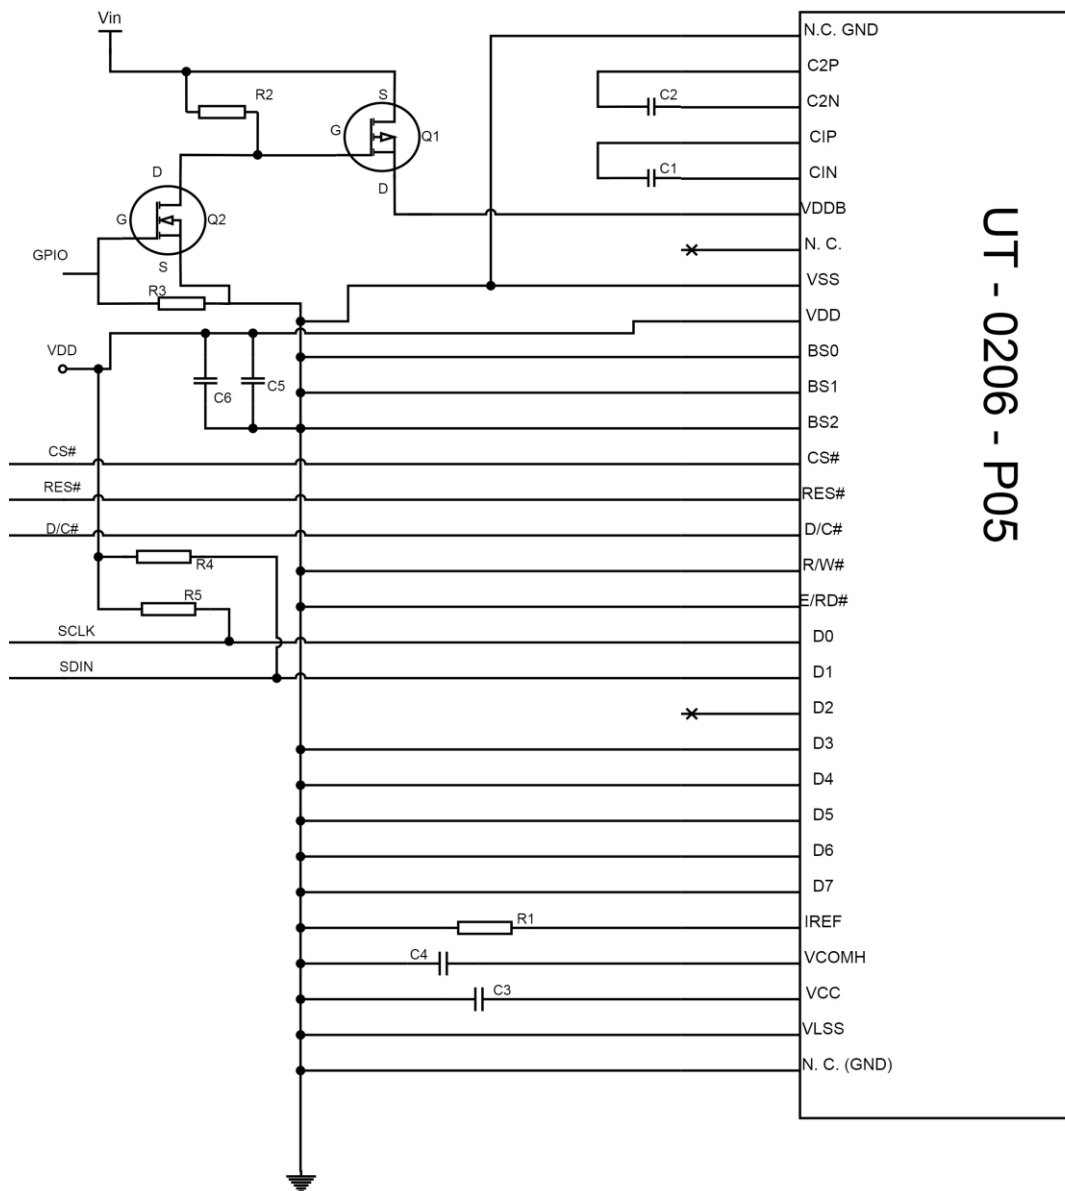 Vin
N.C. GND
C2P
R2
S
C2
C2N
G
Q1
CIP
D
D
C1
CIN
G
Q2
VDDB
GPIO
S
N. C.
R3
VSS
VDD
VDD
BS0
C6
C5
BS1
BS2
CS#
CS#
RES#
RES#
D/C#
D/C#
R4
R/W#
R5
E/RD#
SCLK
D0
SDIN
D1
D2
D3
D4
D5
D6
D7
R1
IREF
C4
VCOMH
C3
VCC
VLSS
N. C. (GND)
UT - 0206 - P05